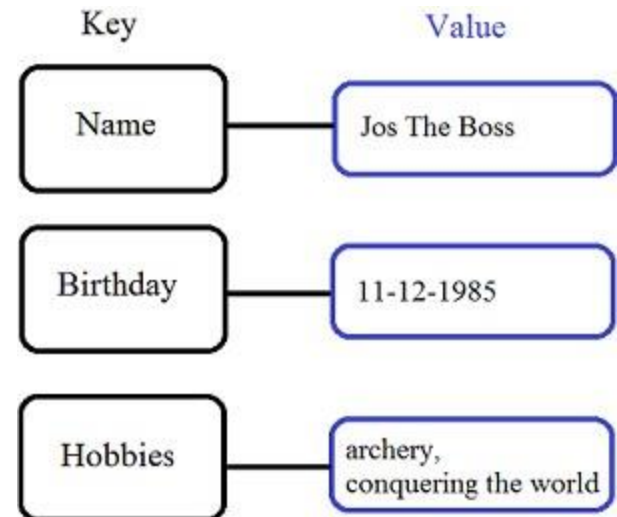 Key Value
Name Jos The Boss
Birthday 11-12-1985
Hobbies archery,
conquering the world